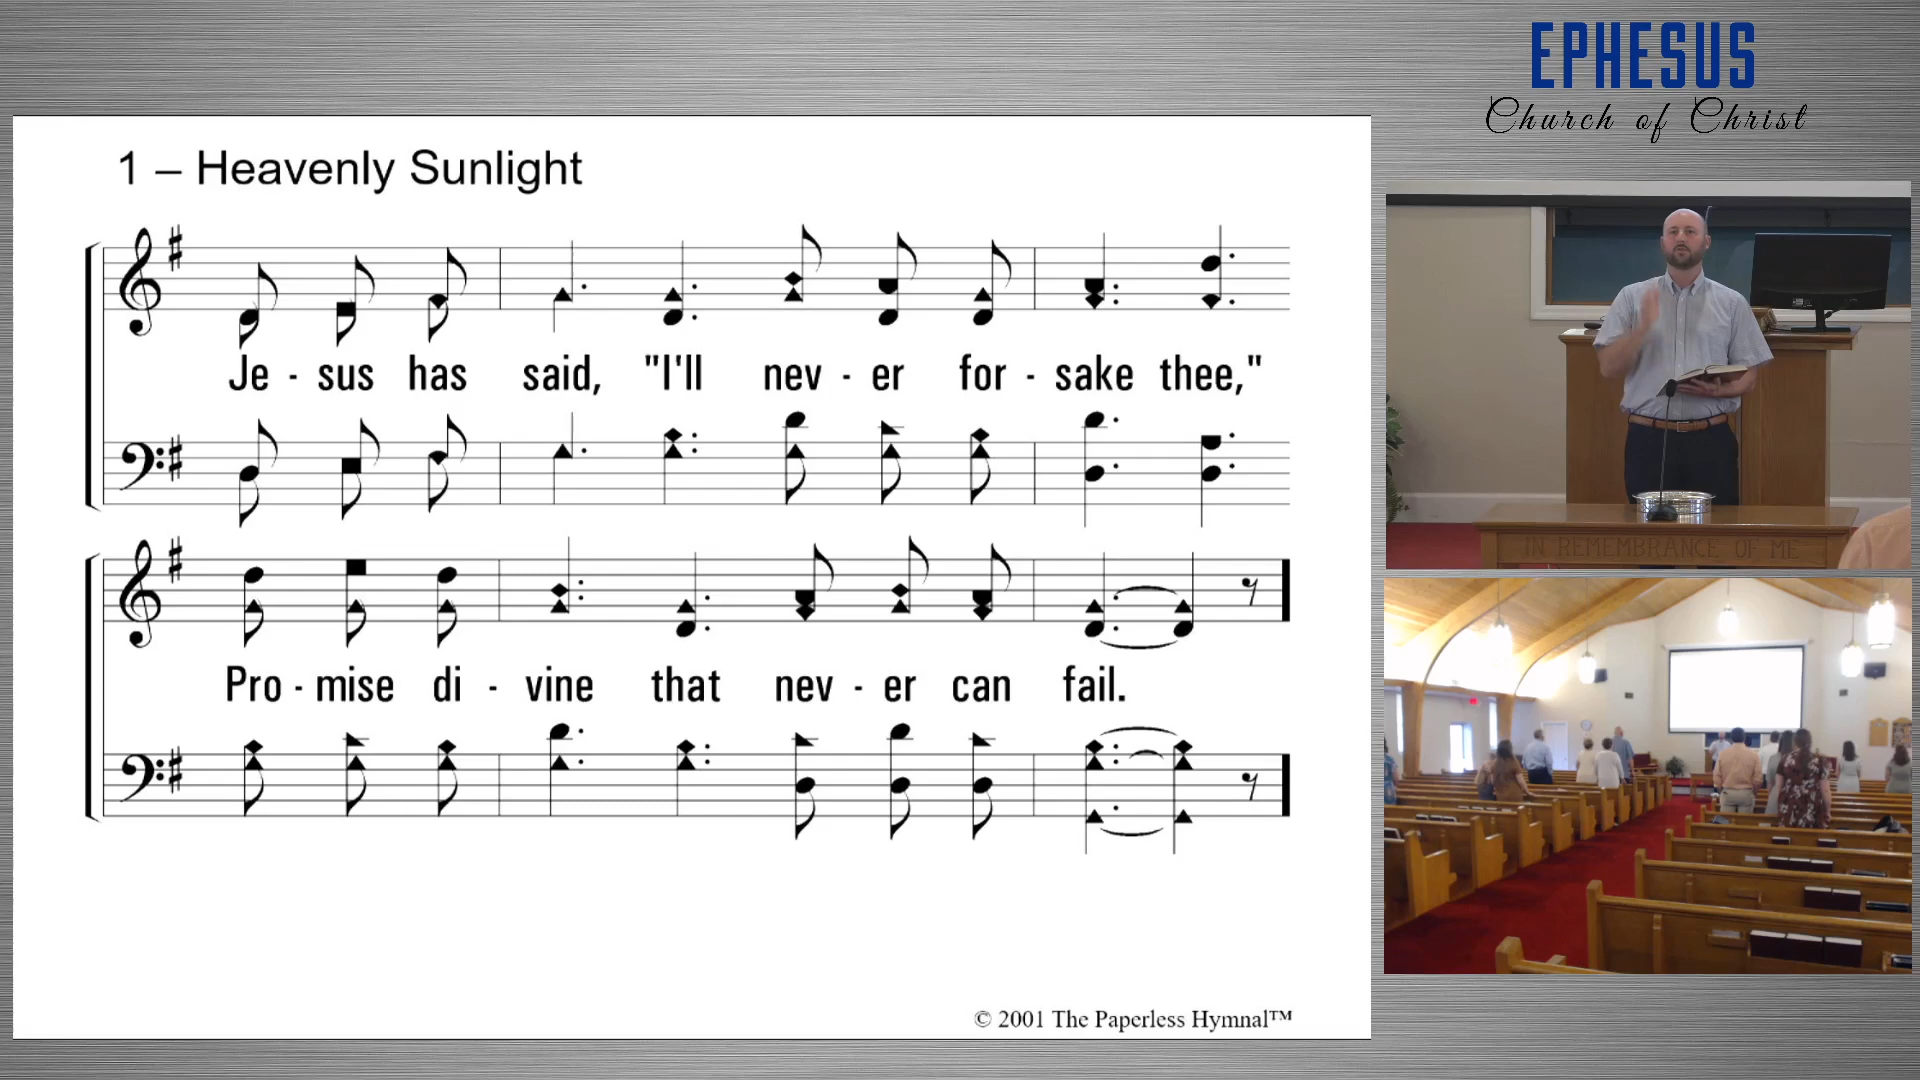 EPHESUS
Church of Christ
1 – Heavenly Sunlight
Je - sus has said, "I'll nev - er for - sake thee,"
Pro - mise di - vine that nev - er can fail.
© 2001 The Paperless Hymnal™
IN REMEMBRANCE OF ME